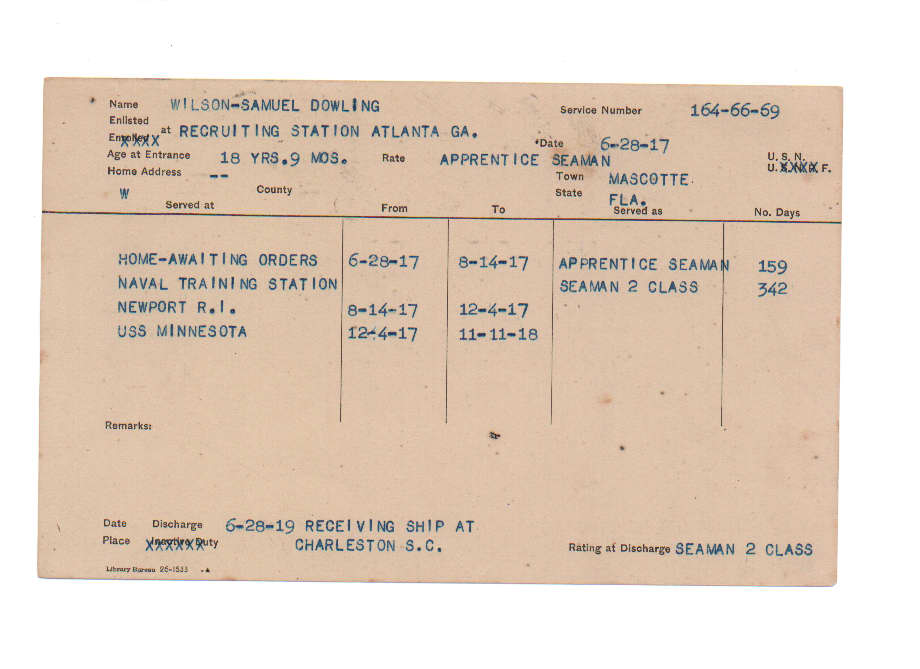 Name WILSON-SAMUEL DOWLING Service Number 164-66-69
Enlisted
Enrolled at RECRUITING STATION ATLANTA GA. Date 6-28-17
Age at Entrance 18 YRS.9 MOS. Rate APPRENTICE SEAMAN U. S. N.
Home Address -- Town MASCOTTE U. S. N. R. F.
W County State FLA.
Served at From To Served as No. Days
HOME-AWAITING ORDERS 6-28-17 8-14-17 APPRENTICE SEAMAN 159
NAVAL TRAINING STATION SEAMAN 2 CLASS 342
NEWPORT R.I. 8-14-17 12-4-17
USS MINNESOTA 12-4-17 11-11-18
Remarks:
Date Discharge 6-28-19 RECEIVING SHIP AT
Place Inactive Duty CHARLESTON S.C. Rating at Discharge SEAMAN 2 CLASS
Library Bureau 26-1533